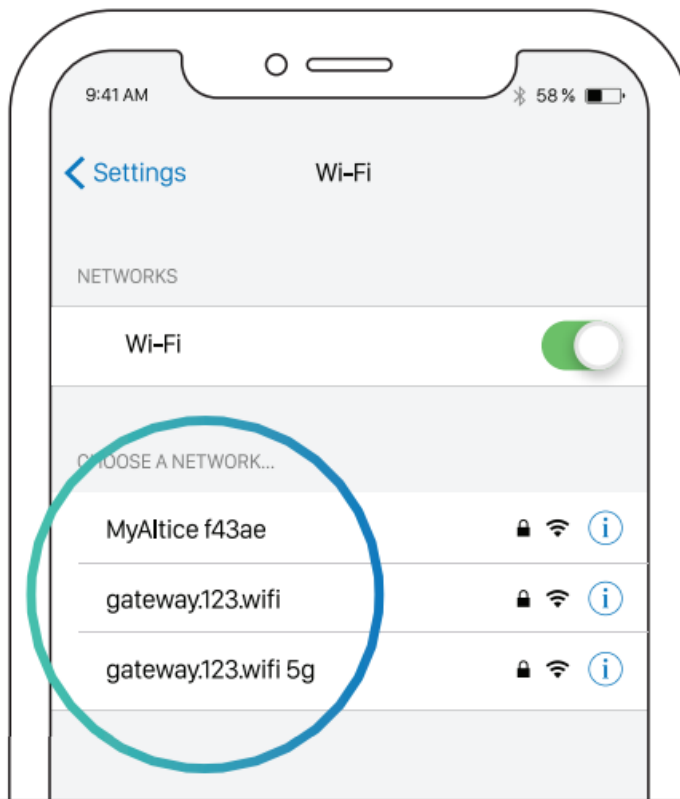 9:41 AM 58 %
Settings Wi-Fi
NETWORKS
Wi-Fi
CHOOSE A NETWORK...
MyAltice f43ae
gateway.123.wifi
gateway.123.wifi 5g